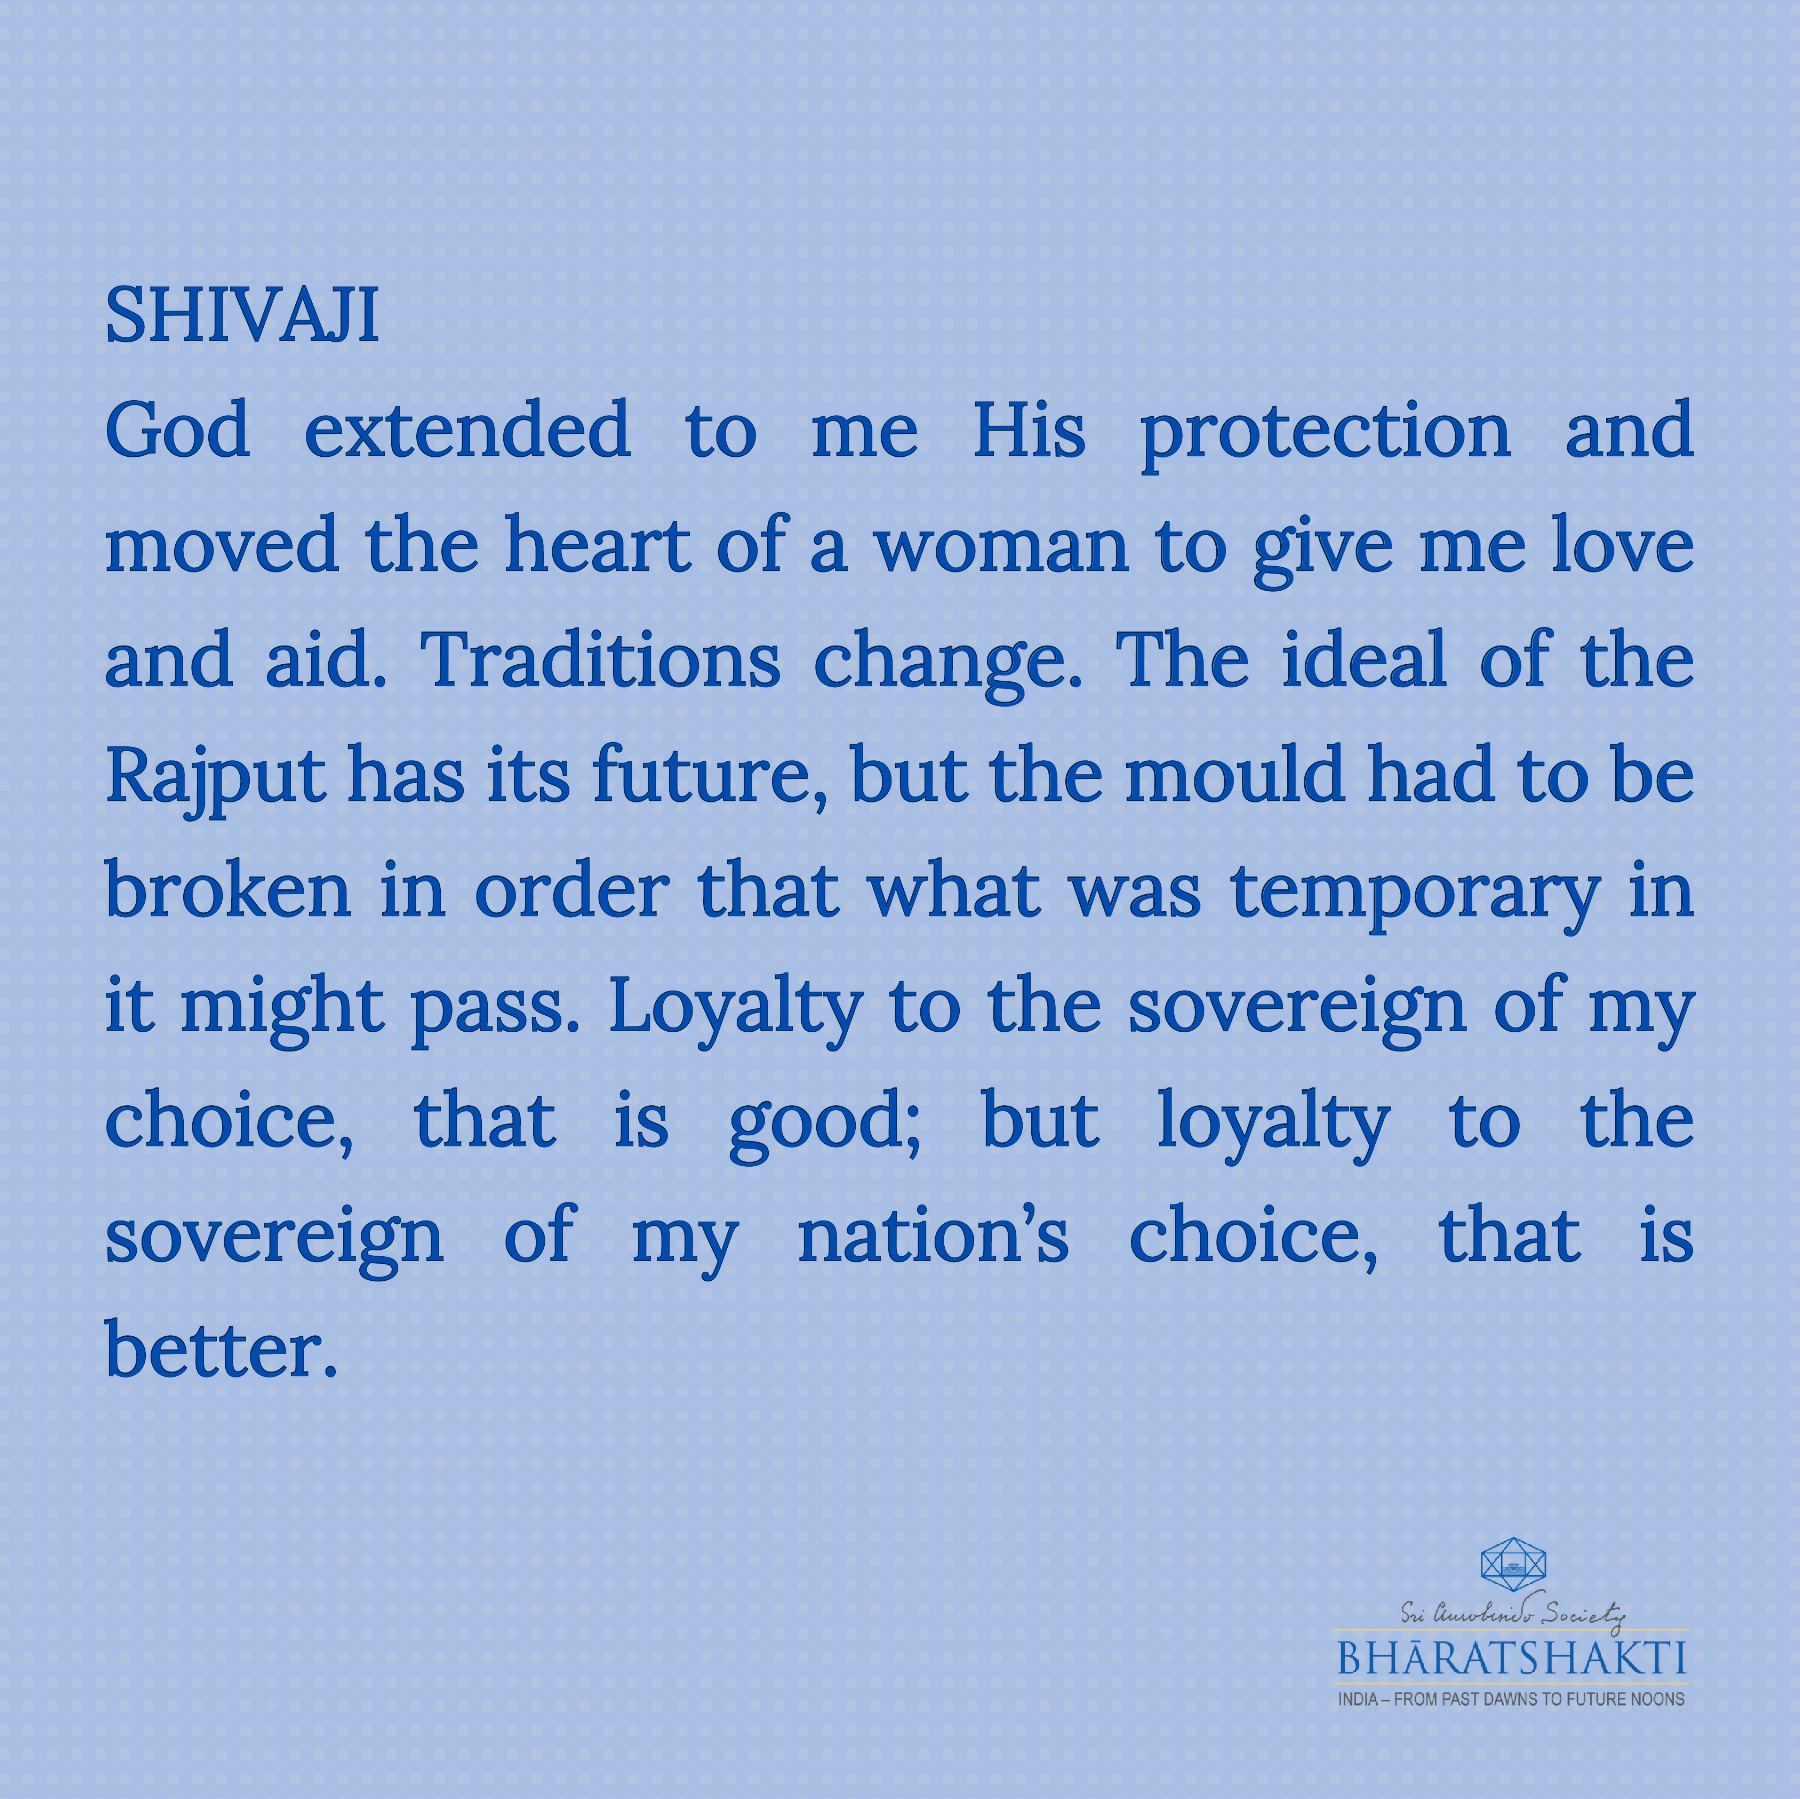 SHIVAJI
God extended to me His protection and
moved the heart of a woman to give me love
and aid. Traditions change. The ideal of the
Rajput has its future, but the mould had to be
broken in order that what was temporary in
it might pass. Loyalty to the sovereign of my
choice, that is good; but loyalty to the
sovereign of my nation’s choice, that is
better.
Sri Aurobindo Society
BHĀRATSHAKTI
INDIA – FROM PAST DAWNS TO FUTURE NOONS